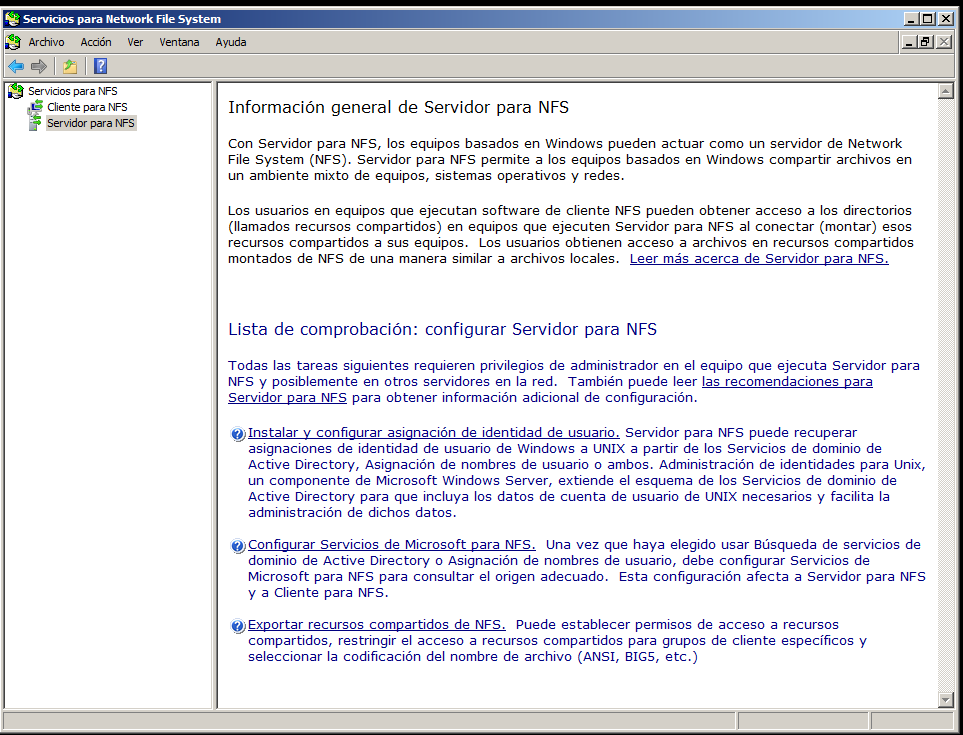 Servicios para Network File System
Archivo Acción Ver Ventana Ayuda
Servicios para NFS
Cliente para NFS
Servidor para NFS
Información general de Servidor para NFS
Con Servidor para NFS, los equipos basados en Windows pueden actuar como un servidor de Network
File System (NFS). Servidor para NFS permite a los equipos basados en Windows compartir archivos en
un ambiente mixto de equipos, sistemas operativos y redes.
Los usuarios en equipos que ejecutan software de cliente NFS pueden obtener acceso a los directorios
(llamados recursos compartidos) en equipos que ejecuten Servidor para NFS al conectar (montar) esos
recursos compartidos a sus equipos. Los usuarios obtienen acceso a archivos en recursos compartidos
montados de NFS de una manera similar a archivos locales. Leer más acerca de Servidor para NFS.
Lista de comprobación: configurar Servidor para NFS
Todas las tareas siguientes requieren privilegios de administrador en el equipo que ejecuta Servidor para
NFS y posiblemente en otros servidores en la red. También puede leer las recomendaciones para
Servidor para NFS para obtener información adicional de configuración.
Instalar y configurar asignación de identidad de usuario. Servidor para NFS puede recuperar
asignaciones de identidad de usuario de Windows a UNIX a partir de los Servicios de dominio de
Active Directory, Asignación de nombres de usuario o ambos. Administración de identidades para Unix,
un componente de Microsoft Windows Server, extiende el esquema de los Servicios de dominio de
Active Directory para que incluya los datos de cuenta de usuario de UNIX necesarios y facilita la
administración de dichos datos.
Configurar Servicios de Microsoft para NFS. Una vez que haya elegido usar Búsqueda de servicios de
dominio de Active Directory o Asignación de nombres de usuario, debe configurar Servicios de
Microsoft para NFS para consultar el origen adecuado. Esta configuración afecta a Servidor para NFS
y a Cliente para NFS.
Exportar recursos compartidos de NFS. Puede establecer permisos de acceso a recursos
compartidos, restringir el acceso a recursos compartidos para grupos de cliente específicos y
seleccionar la codificación del nombre de archivo (ANSI, BIG5, etc.)